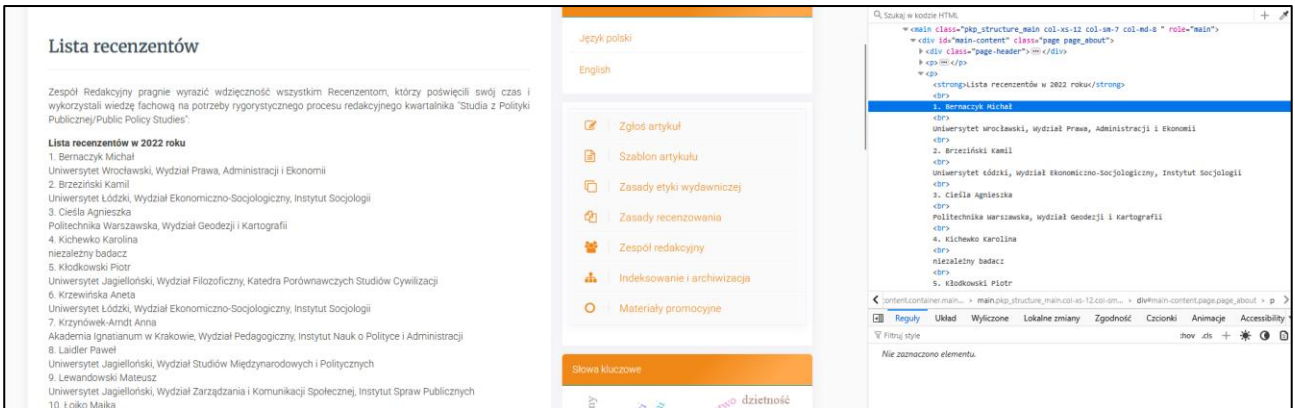 Lista recenzentów
Zespół Redakcyjny pragnie wyrazić wdzięczność wszystkim Recenzentom, którzy poświęcili swój czas i
wykorzystali wiedzę fachową na potrzeby rygorystycznego procesu redakcyjnego kwartalnika "Studia z Polityki
Publicznej/Public Policy Studies":
Lista recenzentów w 2022 roku
1. Bernaczyk Michał
Uniwersytet Wrocławski, Wydział Prawa, Administracji i Ekonomii
2. Brzeziński Kamil
Uniwersytet Łódzki, Wydział Ekonomiczno-Socjologiczny, Instytut Socjologii
3. Cieśla Agnieszka
Politechnika Warszawska, Wydział Geodezji i Kartografii
4. Kichewko Karolina
niezależny badacz
5. Kłodkowski Piotr
Uniwersytet Jagielloński, Wydział Filozoficzny, Katedra Porównawczych Studiów Cywilizacji
6. Krzewińska Aneta
Uniwersytet Łódzki, Wydział Ekonomiczno-Socjologiczny, Instytut Socjologii
7. Krzynówek-Arndt Anna
Akademia Ignatianum w Krakowie, Wydział Pedagogiczny, Instytut Nauk o Polityce i Administracji
8. Laidler Paweł
Uniwersytet Jagielloński, Wydział Studiów Międzynarodowych i Politycznych
9. Lewandowski Mateusz
Uniwersytet Jagielloński, Wydział Zarządzania i Komunikacji Społecznej, Instytut Spraw Publicznych
10. Łojko Majka
Język polski
English
Zgłoś artykuł
Szablon artykułu
Zasady etyki wydawniczej
Zasady recenzowania
Zespół redakcyjny
Indeksowanie i archiwizacja
Materiały promocyjne
Słowa kluczowe
dzietność
Szukaj w kodzie HTML
<main class="pkp_structure_main col-xs-12 col-sm-7 col-md-8 " role="main">
<div id="main-content" class="page page_about">
<div class="page-header"> </div>
<p> </p>
<p>
<strong>Lista recenzentów w 2022 roku</strong>
<br>
1. Bernaczyk Michał
<br>
Uniwersytet Wrocławski, Wydział Prawa, Administracji i Ekonomii
<br>
2. Brzeziński Kamil
<br>
Uniwersytet Łódzki, Wydział Ekonomiczno-Socjologiczny, Instytut Socjologii
<br>
3. Cieśla Agnieszka
<br>
Politechnika Warszawska, Wydział Geodezji i Kartografii
<br>
4. Kichewko Karolina
<br>
niezależny badacz
<br>
5. Kłodkowski Piotr
content.container.main... > main.pkp_structure_main.col-xs-12.col-sm... > div#main-content.page.page_about > p
Reguły Układ Wyliczone Lokalne zmiany Zgodność Czcionki Animacje Accessibility
Filtruj style :hov .cls +
Nie zaznaczono elementu.